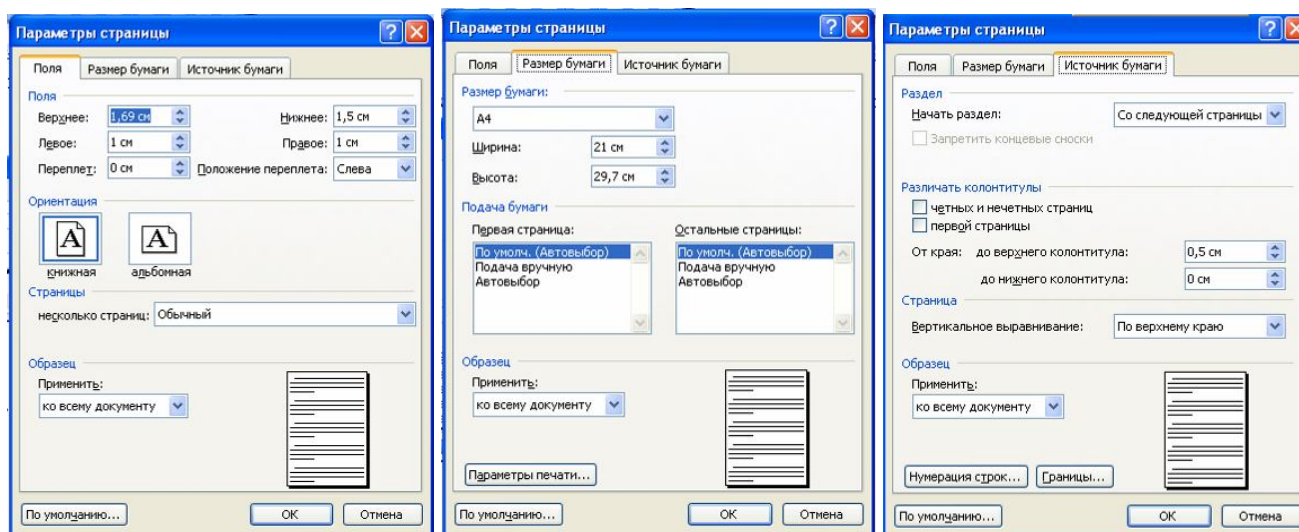 Параметры страницы
Поля Размер бумаги Источник бумаги
Поля
Верхнее: 1,69 см Нижнее: 1,5 см
Левое: 1 см Правое: 1 см
Переплет: 0 см Положение переплета: Слева
Ориентация
A A
книжная альбомная
Страницы
несколько страниц: Обычный
Образец
Применить:
ко всему документу
По умолчанию... ОК Отмена
Параметры страницы
Поля Размер бумаги Источник бумаги
Размер бумаги:
A4
Ширина: 21 см
Высота: 29,7 см
Подача бумаги
Первая страница: Остальные страницы:
По умолч. (Автовыбор) По умолч. (Автовыбор)
Подача вручную Подача вручную
Автовыбор Автовыбор
Образец
Применить:
ко всему документу
Параметры печати...
По умолчанию... ОК Отмена
Параметры страницы
Поля Размер бумаги Источник бумаги
Раздел
Начать раздел: Со следующей страницы
Запретить концевые сноски
Различать колонтитулы
четных и нечетных страниц
первой страницы
От края: до верхнего колонтитула: 0,5 см
до нижнего колонтитула: 0 см
Страница
Вертикальное выравнивание: По верхнему краю
Образец
Применить:
ко всему документу
Нумерация строк... Границы...
По умолчанию... ОК Отмена